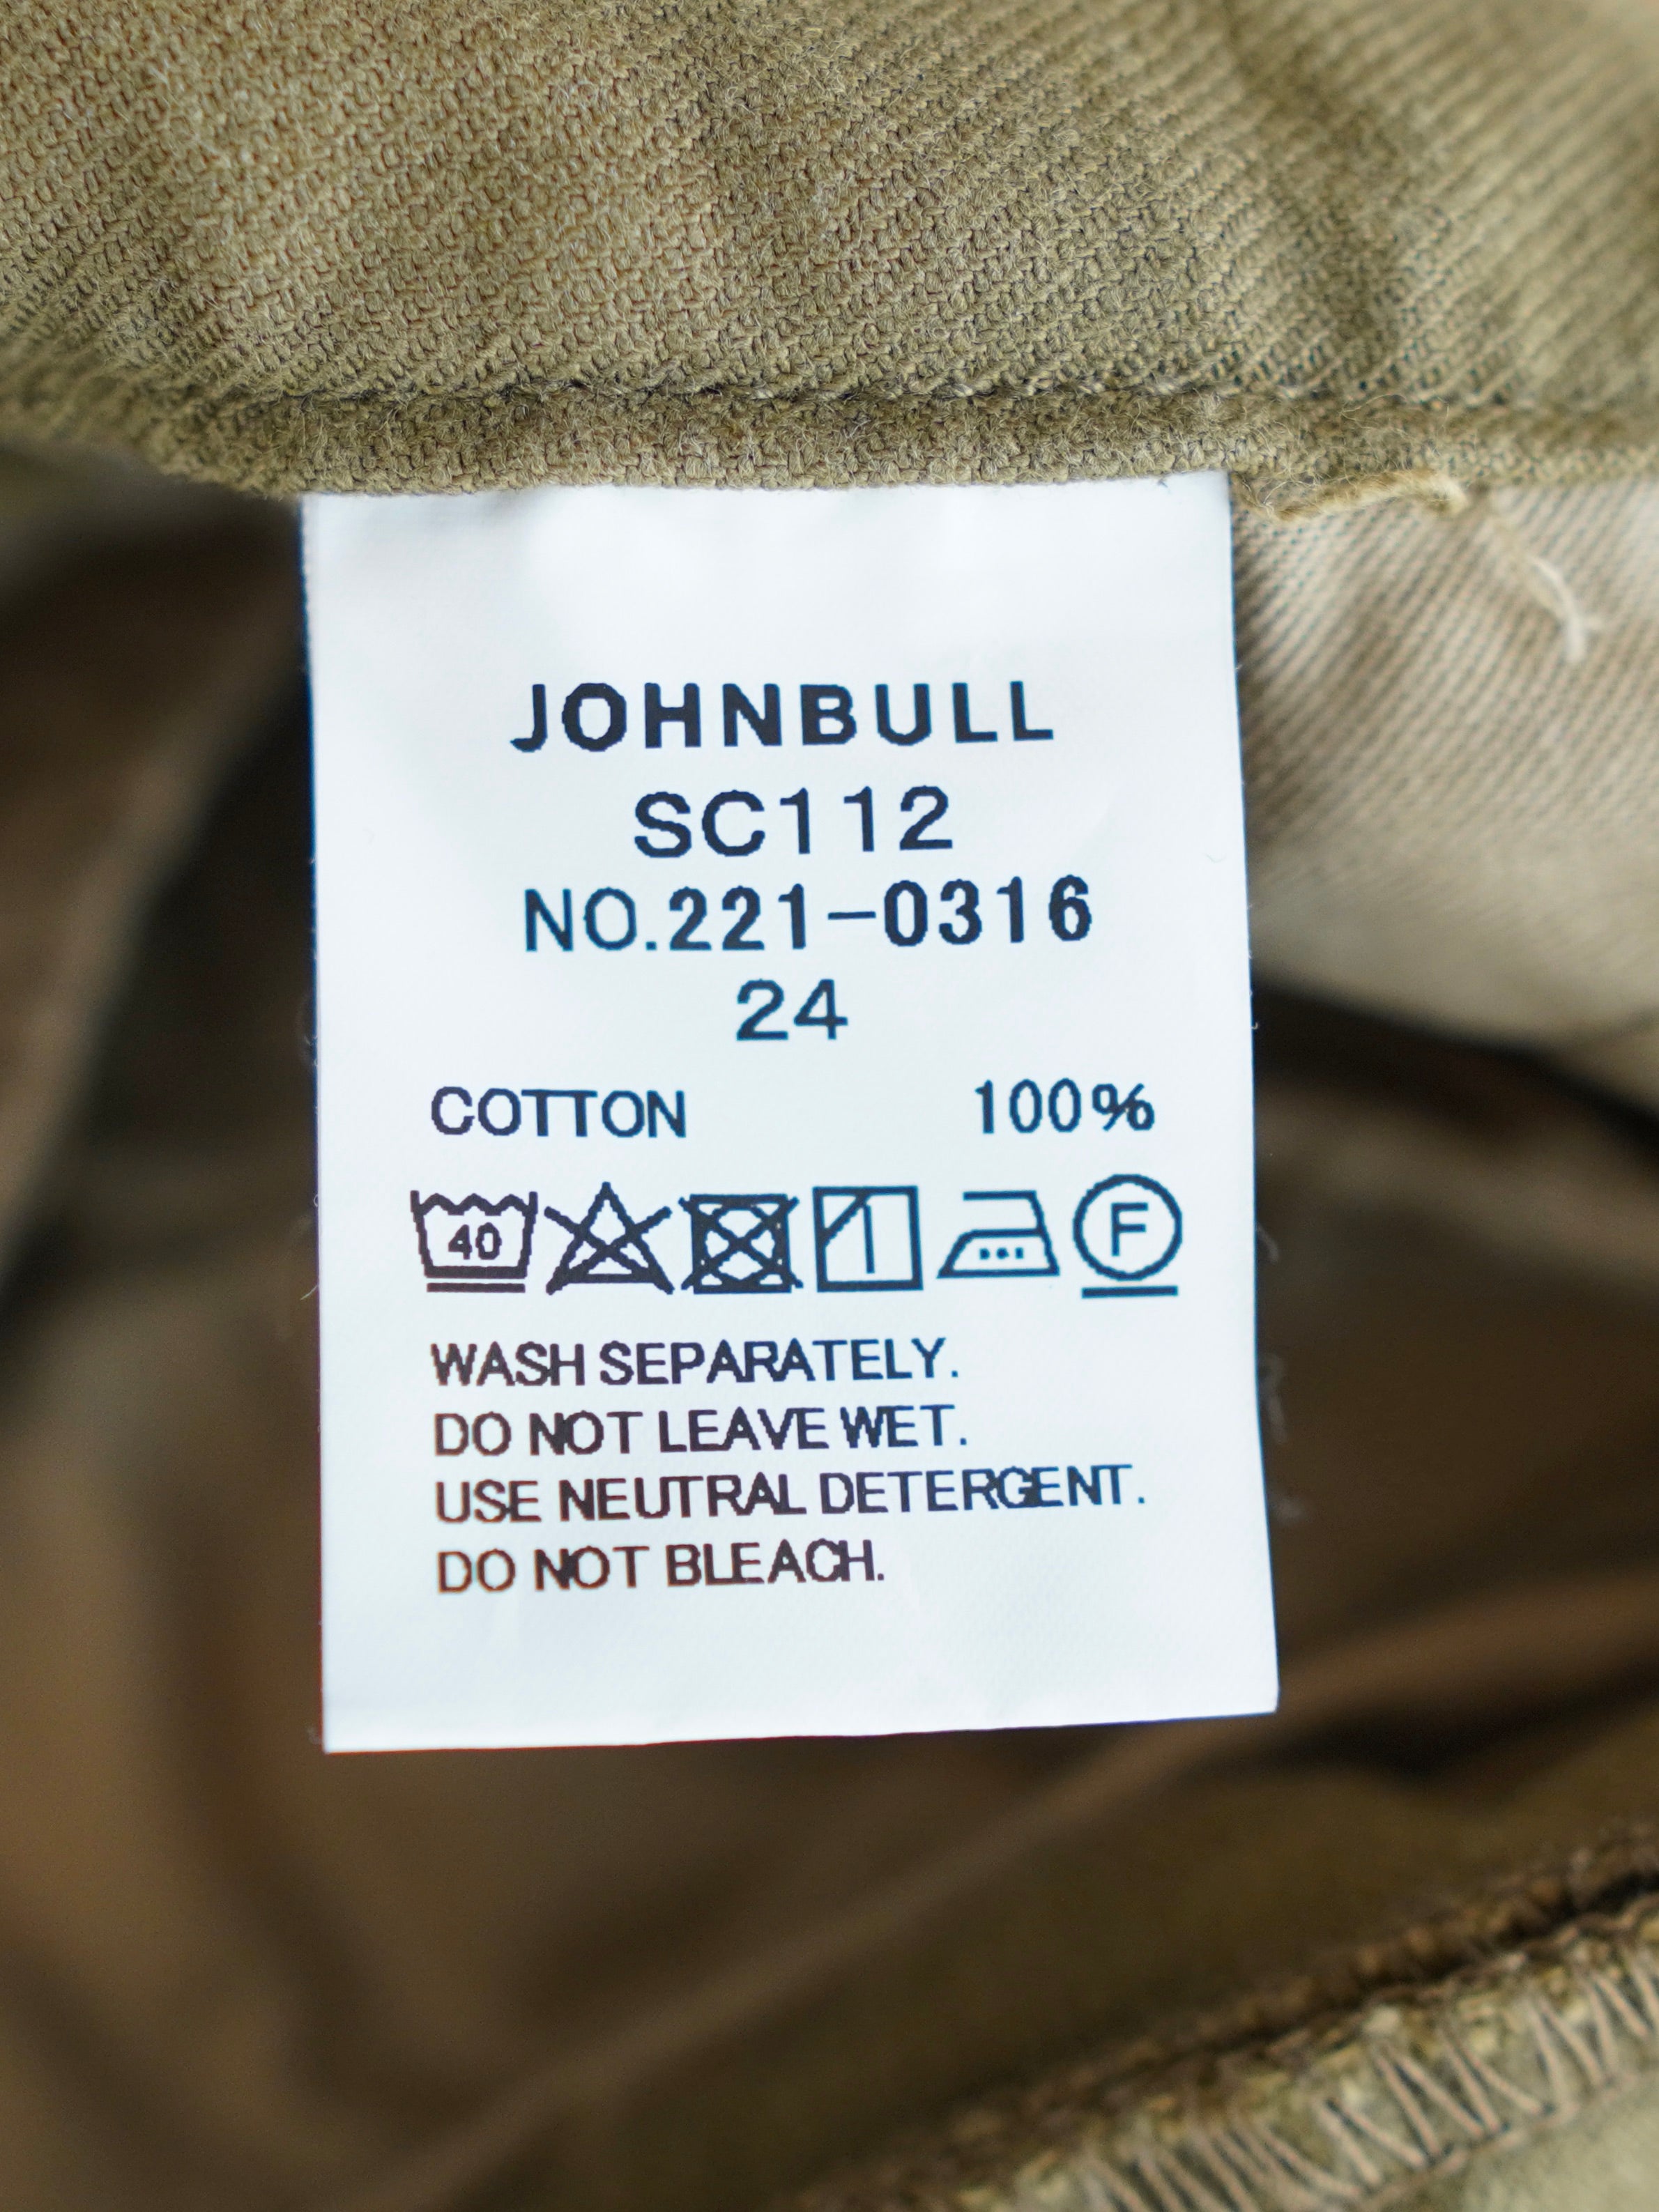 JOHNBULL
SC112
NO.221-0316
24
COTTON 100%
40 F
WASH SEPARATELY.
DO NOT LEAVE WET.
USE NEUTRAL DETERGENT.
DO NOT BLEACH.